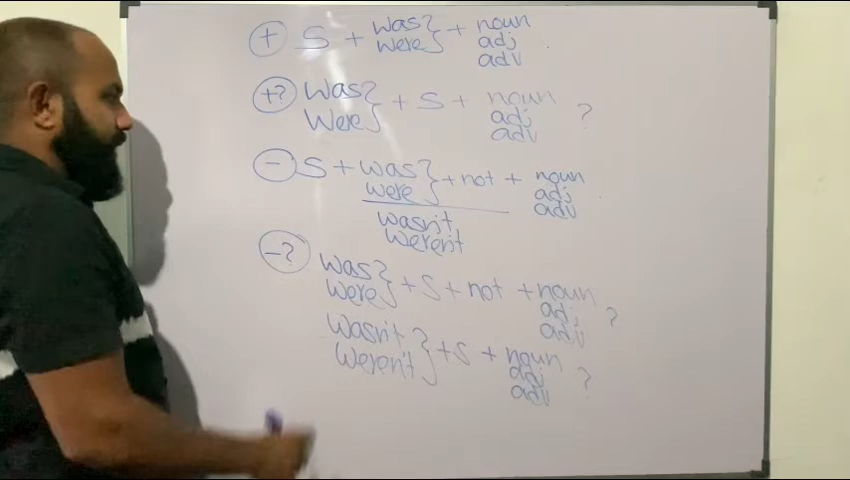 + S + was } + noun
were } adj
adv
+? Was } + S + noun ?
Were } adj
adv
- S + was } + not + noun
were } adj
wasn't adv
weren't
-? Was } + S + not + noun
Were } adj ?
adv
Wasn't } + S + noun
Weren't } adj ?
adv